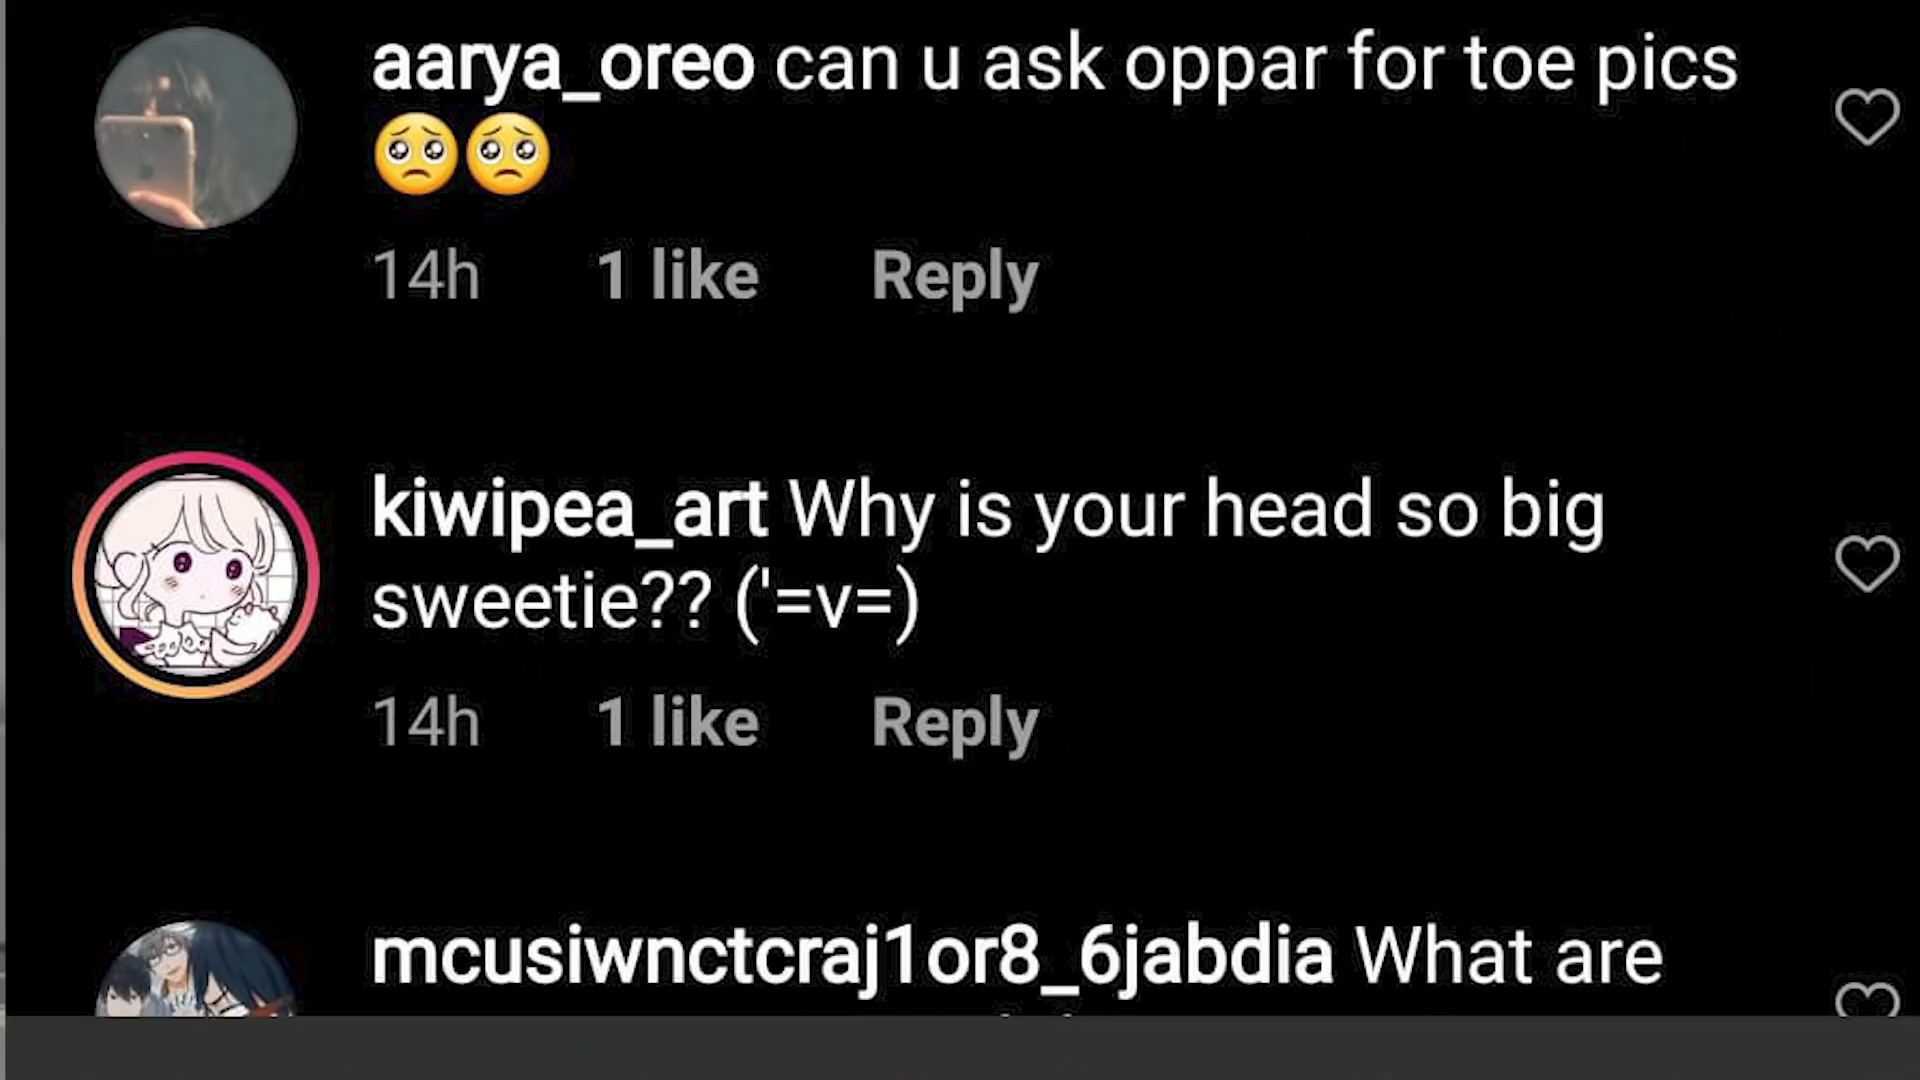 aarya_oreo can u ask oppar for toe pics
🥺🥺
14h 1 like Reply
kiwipea_art Why is your head so big
sweetie?? ('=v=)
14h 1 like Reply
mcusiwnctcraj1or8_6jabdia What are